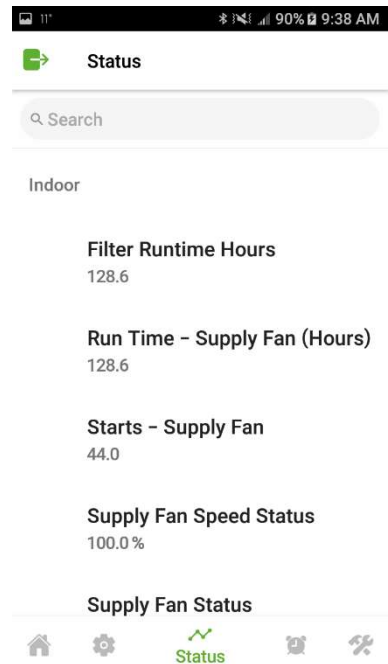 11°
90% 9:38 AM
Status
Search
Indoor
Filter Runtime Hours
128.6
Run Time - Supply Fan (Hours)
128.6
Starts - Supply Fan
44.0
Supply Fan Speed Status
100.0 %
Supply Fan Status
Status